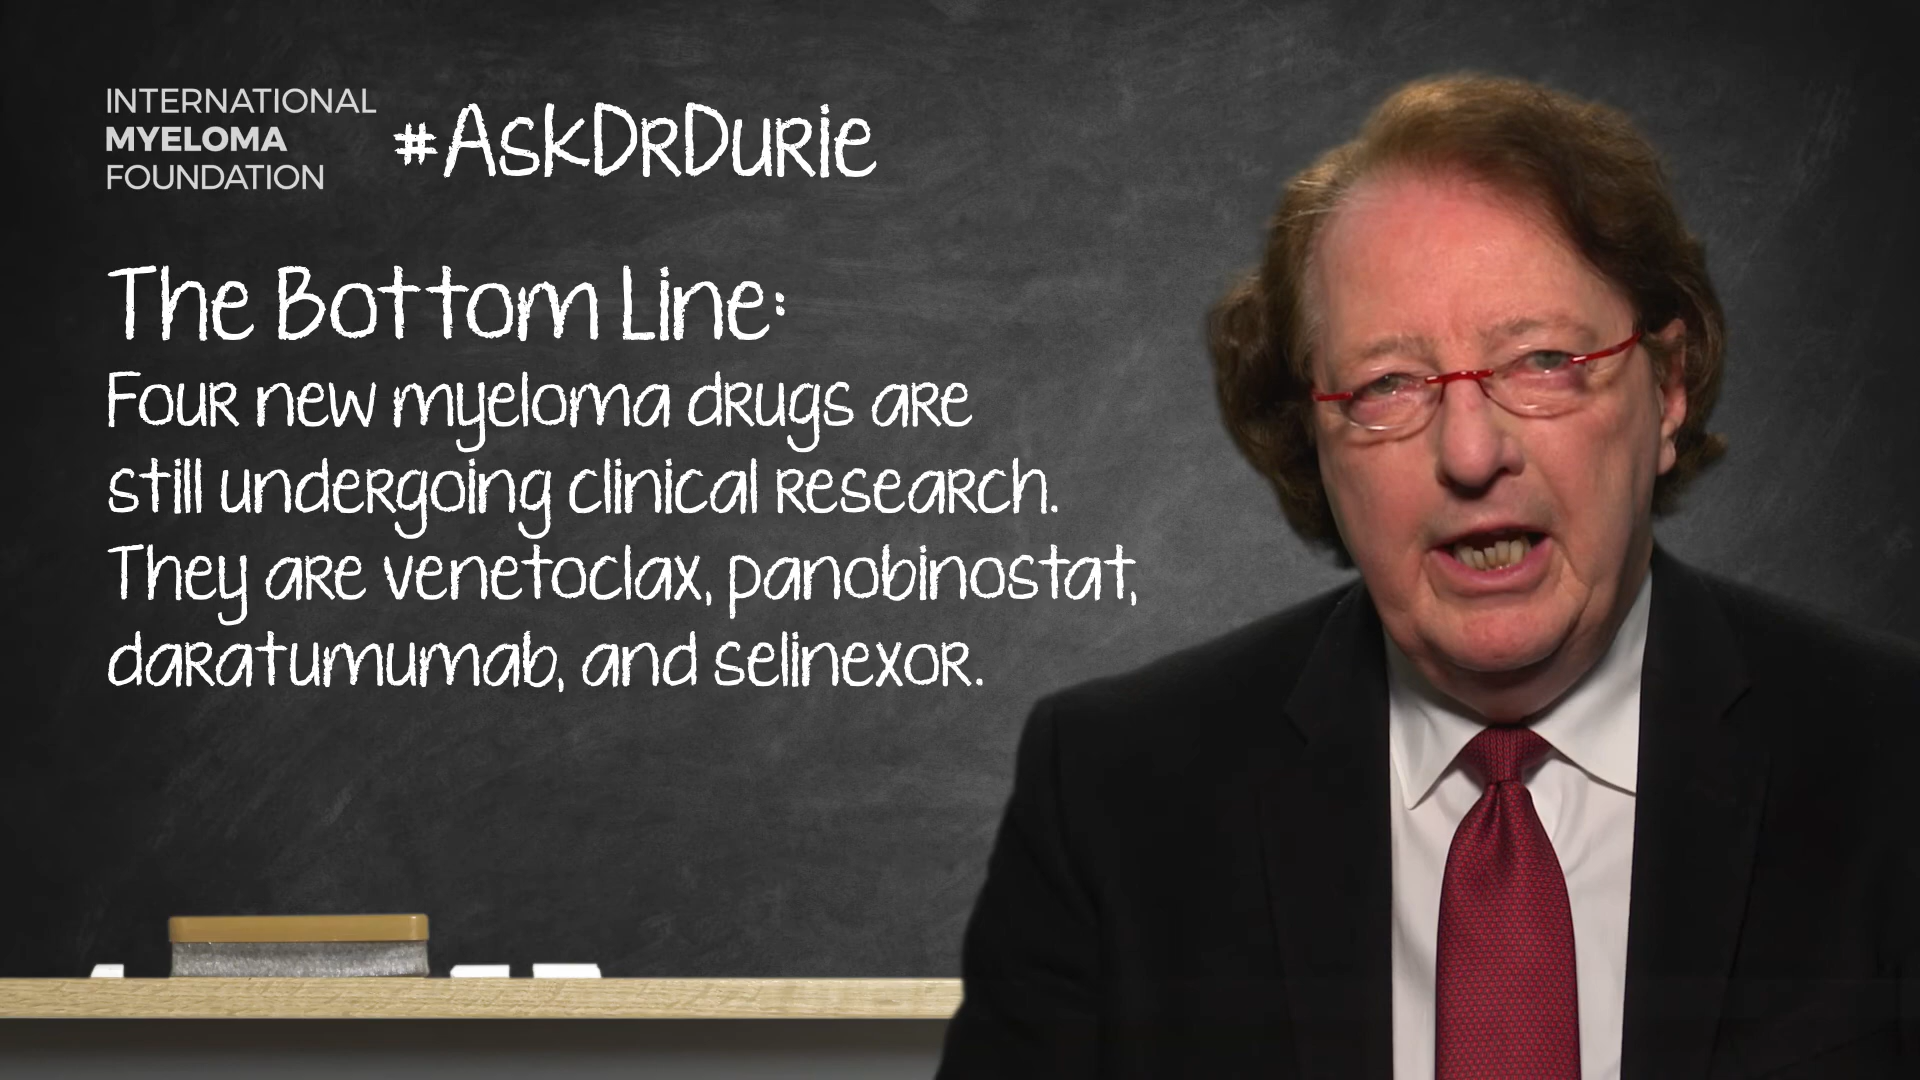 INTERNATIONAL
MYELOMA
FOUNDATION
#AskDrDurie
The Bottom Line:
Four new myeloma drugs are
still undergoing clinical research.
They are venetoclax, panobinostat,
daratumumab, and selinexor.